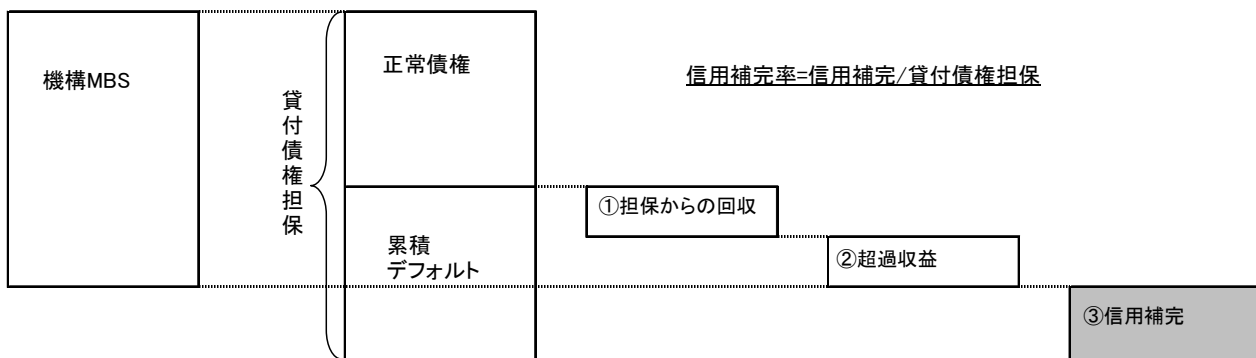 機構MBS
貸付債権担保
正常債権
信用補完率=信用補完/貸付債権担保
累積
デフォルト
①担保からの回収
②超過収益
③信用補完